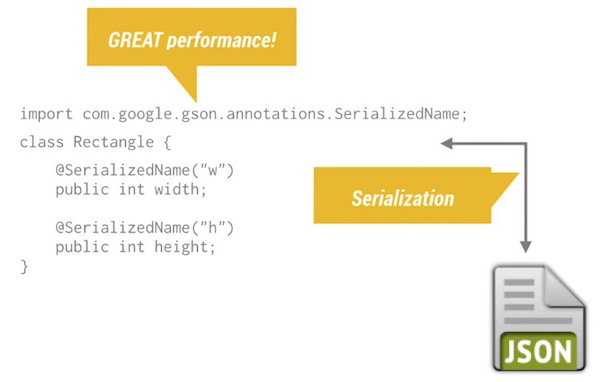 GREAT performance!
import com.google.gson.annotations.SerializedName;
class Rectangle {
@SerializedName("w")
public int width;
@SerializedName("h")
public int height;
}
Serialization
JSON